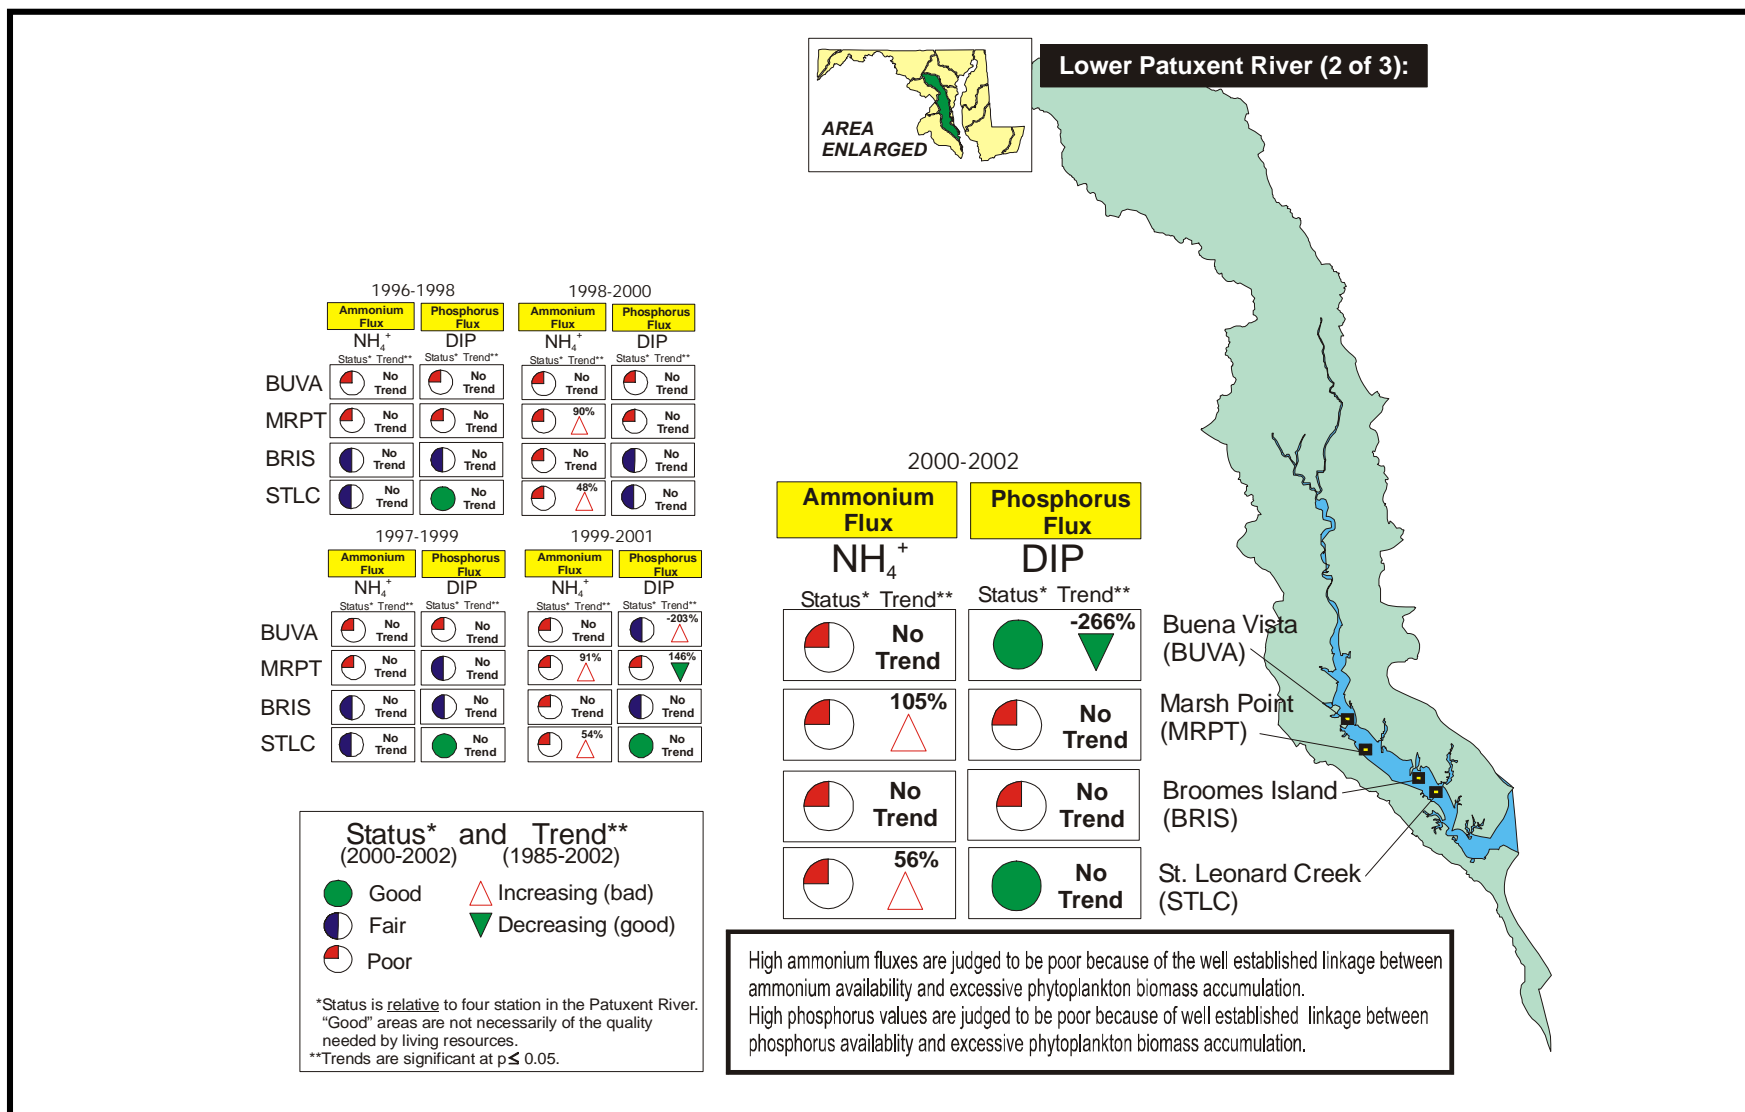 Lower Patuxent River (2 of 3):
AREA
ENLARGED
1996-1998
Ammonium
Flux
Phosphorus
Flux
NH4+
DIP
Status* Trend**
Status* Trend**
BUVA
No
Trend
No
Trend
MRPT
No
Trend
No
Trend
BRIS
No
Trend
No
Trend
STLC
No
Trend
No
Trend
1998-2000
Ammonium
Flux
Phosphorus
Flux
NH4+
DIP
Status* Trend**
Status* Trend**
No
Trend
No
Trend
90%
No
Trend
No
Trend
No
Trend
48%
No
Trend
1997-1999
Ammonium
Flux
Phosphorus
Flux
NH4+
DIP
Status* Trend**
Status* Trend**
BUVA
No
Trend
No
Trend
MRPT
No
Trend
No
Trend
BRIS
No
Trend
No
Trend
STLC
No
Trend
No
Trend
1999-2001
Ammonium
Flux
Phosphorus
Flux
NH4+
DIP
Status* Trend**
Status* Trend**
No
Trend
-203%
91%
146%
No
Trend
No
Trend
54%
No
Trend
2000-2002
Ammonium
Flux
Phosphorus
Flux
NH4+
DIP
Status* Trend**
Status* Trend**
No
Trend
-266%
105%
No
Trend
No
Trend
No
Trend
56%
No
Trend
Buena Vista
(BUVA)
Marsh Point
(MRPT)
Broomes Island
(BRIS)
St. Leonard Creek
(STLC)
Status* and Trend**
(2000-2002) (1985-2002)
Good
Increasing (bad)
Fair
Decreasing (good)
Poor
*Status is relative to four station in the Patuxent River.
“Good” areas are not necessarily of the quality
needed by living resources.
**Trends are significant at p≤ 0.05.
High ammonium fluxes are judged to be poor because of the well established linkage between
ammonium availability and excessive phytoplankton biomass accumulation.
High phosphorus values are judged to be poor because of well established linkage between
phosphorus availablity and excessive phytoplankton biomass accumulation.